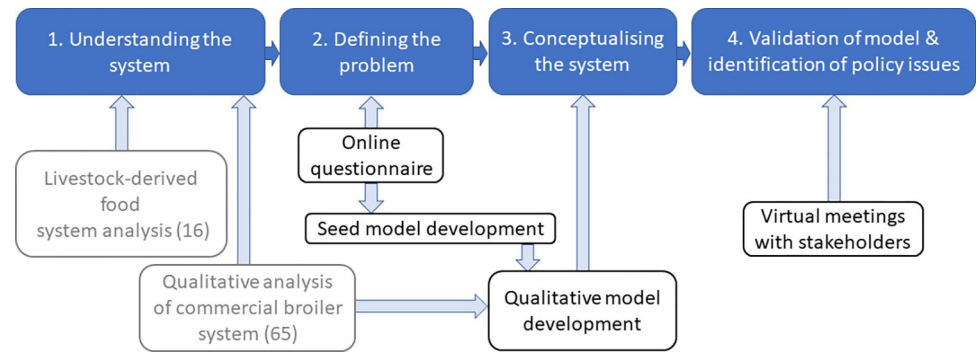 1. Understanding the
system
2. Defining the
problem
3. Conceptualising
the system
4. Validation of model &
identification of policy issues
Livestock-derived
food
system analysis (16)
Online
questionnaire
Seed model development
Virtual meetings
with stakeholders
Qualitative analysis
of commercial broiler
system (65)
Qualitative model
development